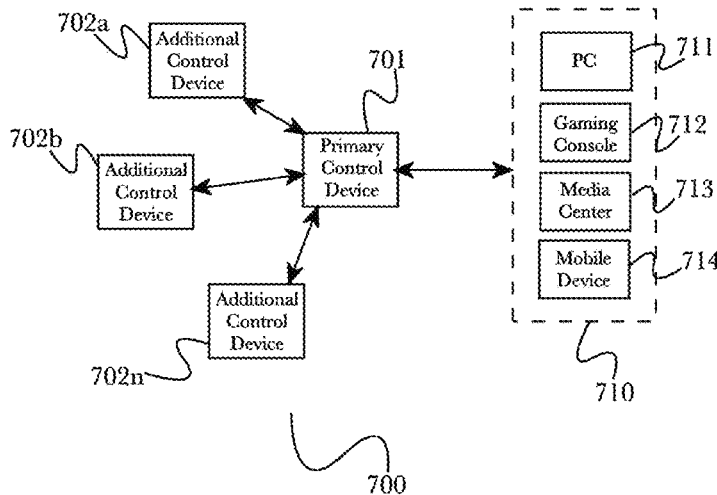 702a
Additional
Control
Device
701
Primary
Control
Device
702b
Additional
Control
Device
Additional
Control
Device
702n
700
PC
711
Gaming
Console
712
Media
Center
713
Mobile
Device
714
710